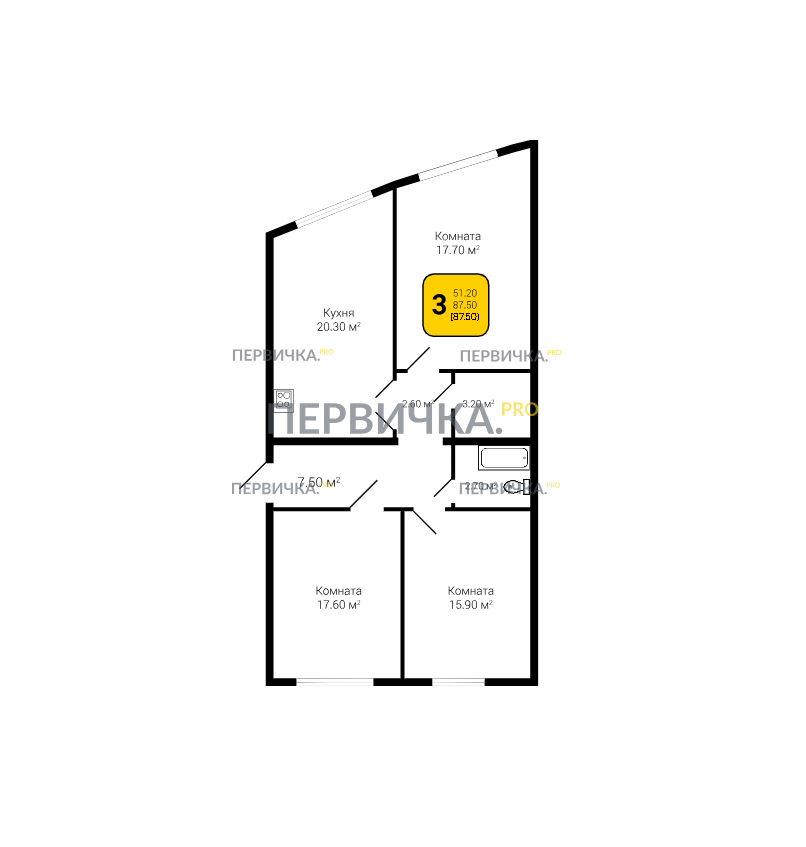 Комната
17.70 м²
3
51.20
87.50
(87.50)
Кухня
20.30 м²
ПЕРВИЧКА.PRO
ПЕРВИЧКА.PRO
2.60 м²
3.20 м²
ПЕРВИЧКА.PRO
7.50 м²
ПЕРВИЧКА.PRO
2.70 м²
ПЕРВИЧКА.PRO
Комната
17.60 м²
Комната
15.90 м²